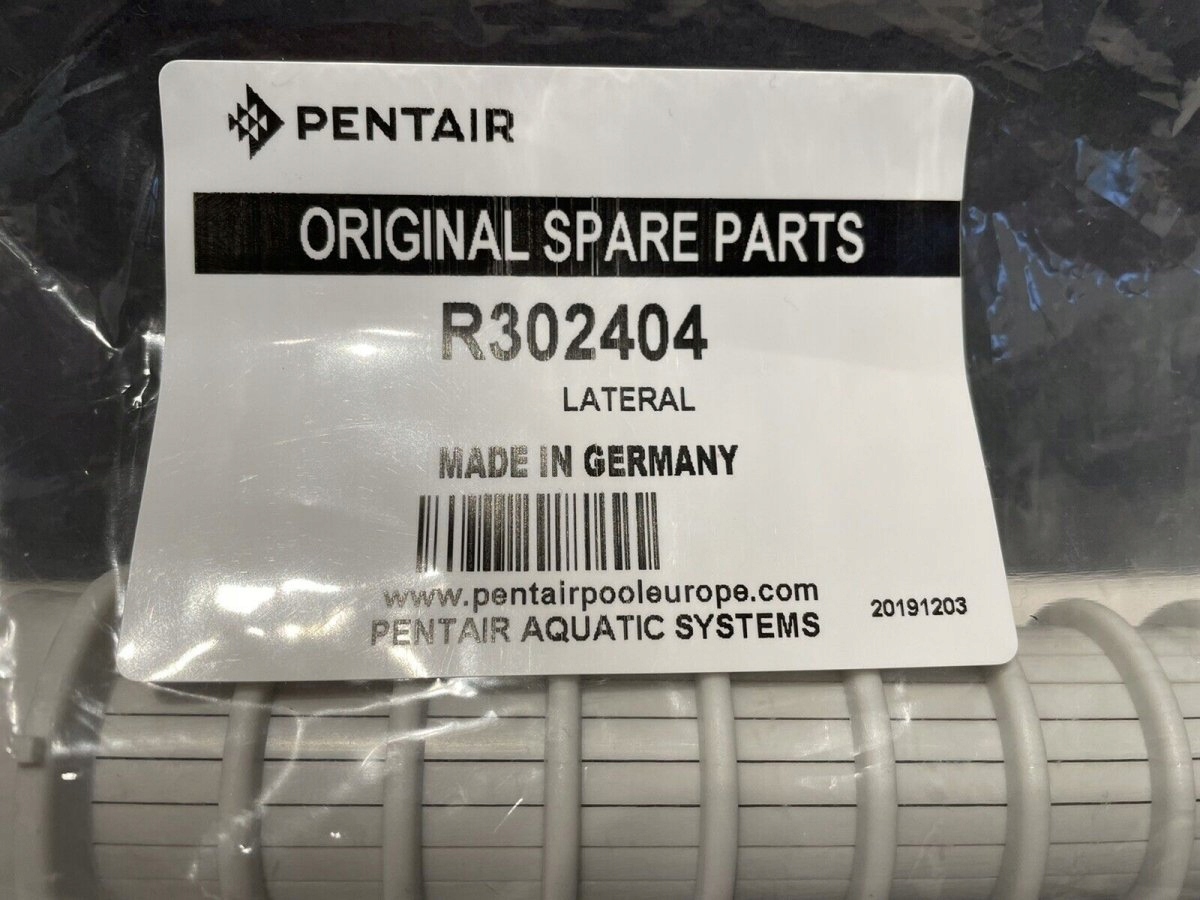 PENTAIR
ORIGINAL SPARE PARTS
R302404
LATERAL
MADE IN GERMANY
www.pentairpooleurope.com
PENTAIR AQUATIC SYSTEMS
20191203